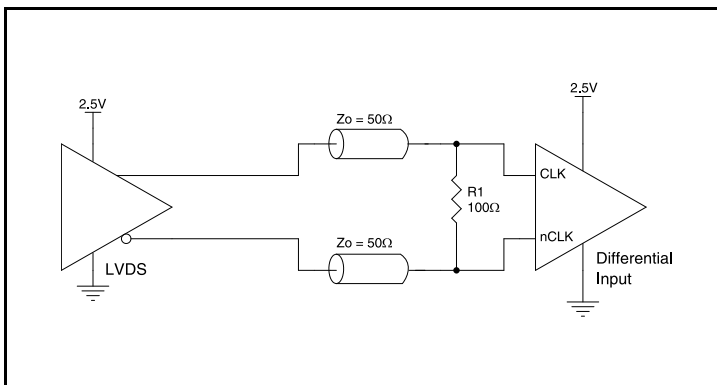 2.5V
2.5V
Zo = 50Ω
CLK
R1
100Ω
nCLK
Zo = 50Ω
LVDS
Differential
Input